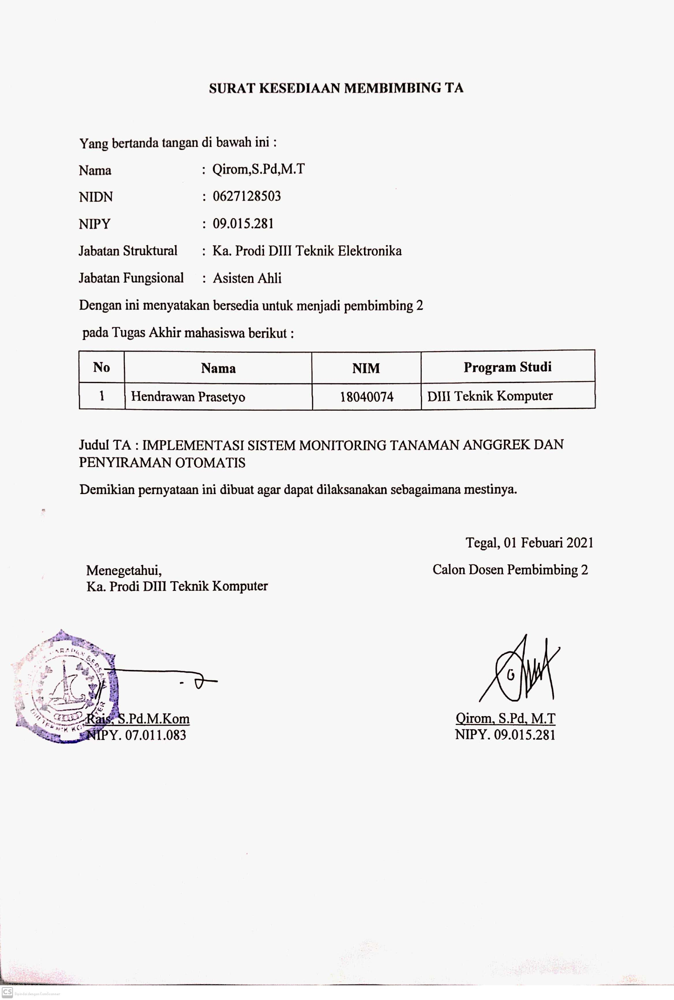 SURAT KESEDIAAN MEMBIMBING TA
Yang bertanda tangan di bawah ini :
Nama : Qirom,S.Pd,M.T
NIDN : 0627128503
NIPY : 09.015.281
Jabatan Struktural : Ka. Prodi DIII Teknik Elektronika
Jabatan Fungsional : Asisten Ahli
Dengan ini menyatakan bersedia untuk menjadi pembimbing 2
pada Tugas Akhir mahasiswa berikut :
No Nama NIM Program Studi
1 Hendrawan Prasetyo 18040074 DIII Teknik Komputer
Judul TA : IMPLEMENTASI SISTEM MONITORING TANAMAN ANGGREK DAN
PENYIRAMAN OTOMATIS
Demikian pernyataan ini dibuat agar dapat dilaksanakan sebagaimana mestinya.
Tegal, 01 Febuari 2021
Menegetahui, Calon Dosen Pembimbing 2
Ka. Prodi DIII Teknik Komputer
HARAPAN BERSAMA
TEKNIK
Rais, S.Pd.M.Kom Qirom, S.Pd, M.T
NIPY. 07.011.083 NIPY. 09.015.281
CS Dipindai dengan CamScanner